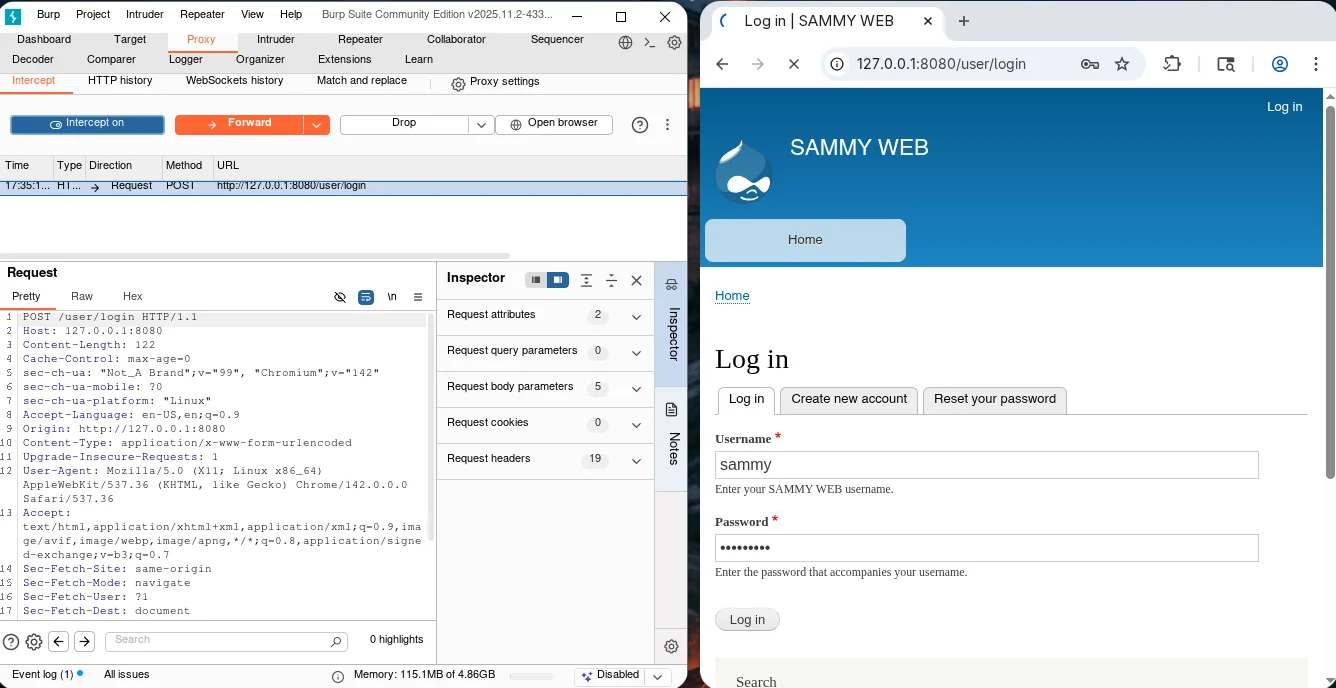 Burp Project Intruder Repeater View Help Burp Suite Community Edition v2025.11.2-433...
Dashboard Target Proxy Intruder Repeater Collaborator Sequencer
Decoder Comparer Logger Organizer Extensions Learn
Intercept HTTP history WebSockets history Match and replace Proxy settings
Intercept on Forward Drop Open browser
Time Type Direction Method URL
17:35:1... HT... Request POST http://127.0.0.1:8080/user/login
Request
Pretty Raw Hex \n
1 POST /user/login HTTP/1.1
2 Host: 127.0.0.1:8080
3 Content-Length: 122
4 Cache-Control: max-age=0
5 sec-ch-ua: "Not_A Brand";v="99", "Chromium";v="142"
6 sec-ch-ua-mobile: ?0
7 sec-ch-ua-platform: "Linux"
8 Accept-Language: en-US,en;q=0.9
9 Origin: http://127.0.0.1:8080
10 Content-Type: application/x-www-form-urlencoded
11 Upgrade-Insecure-Requests: 1
12 User-Agent: Mozilla/5.0 (X11; Linux x86_64)
AppleWebKit/537.36 (KHTML, like Gecko) Chrome/142.0.0.0
Safari/537.36
13 Accept:
text/html,application/xhtml+xml,application/xml;q=0.9,ima
ge/avif,image/webp,image/apng,*/*;q=0.8,application/signe
d-exchange;v=b3;q=0.7
14 Sec-Fetch-Site: same-origin
15 Sec-Fetch-Mode: navigate
16 Sec-Fetch-User: ?1
17 Sec-Fetch-Dest: document
Search 0 highlights
Inspector
Request attributes 2
Request query parameters 0
Request body parameters 5
Request cookies 0
Request headers 19
Inspector
Notes
Event log (1) All issues Memory: 115.1MB of 4.86GB Disabled
Log in | SAMMY WEB
127.0.0.1:8080/user/login
Log in
SAMMY WEB
Home
Home
Log in
Log in Create new account Reset your password
Username *
sammy
Enter your SAMMY WEB username.
Password *
•••••••••
Enter the password that accompanies your username.
Log in
Search